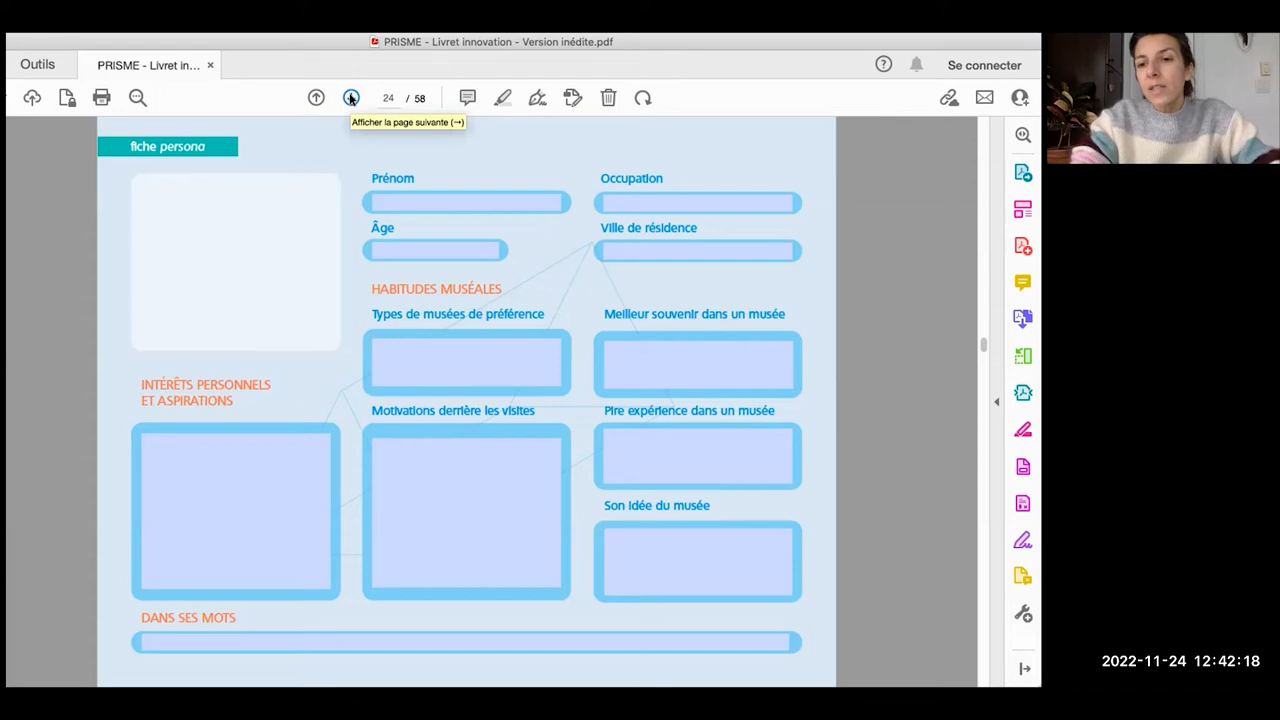 PRISME - Livret innovation - Version inédite.pdf
Outils
PRISME - Livret in... ×
Se connecter
24 / 58
Afficher la page suivante (→)
fiche persona
Prénom
Occupation
Âge
Ville de résidence
HABITUDES MUSÉALES
Types de musées de préférence
Meilleur souvenir dans un musée
INTÉRÊTS PERSONNELS
ET ASPIRATIONS
Motivations derrière les visites
Pire expérience dans un musée
Son idée du musée
DANS SES MOTS
2022-11-24 12:42:18